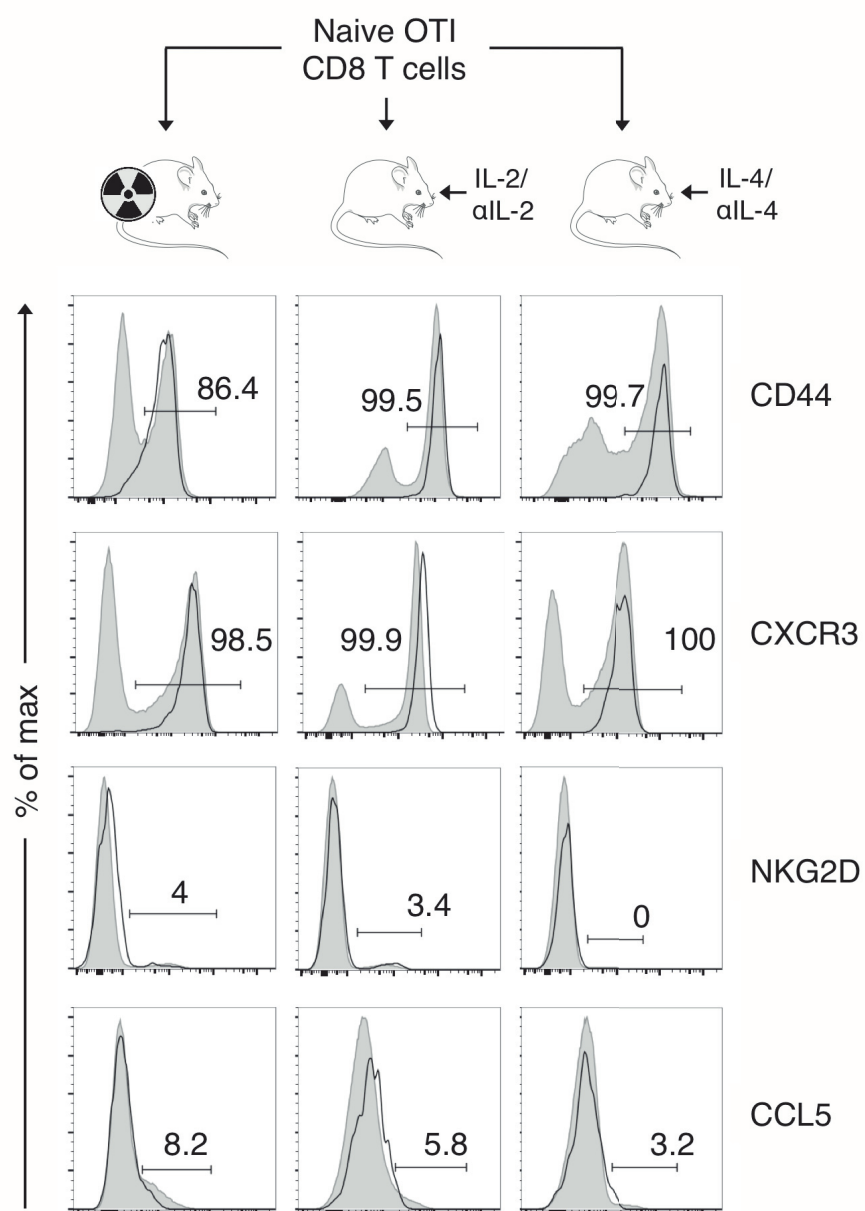 Naive OTI
CD8 T cells
IL-2/
αIL-2
IL-4/
αIL-4
86.4
99.5
99.7
CD44
98.5
99.9
100
CXCR3
% of max
4
3.4
0
NKG2D
8.2
5.8
3.2
CCL5